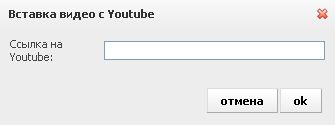 Вставка видео с Youtube
Ссылка на
Youtube:
отмена
ok